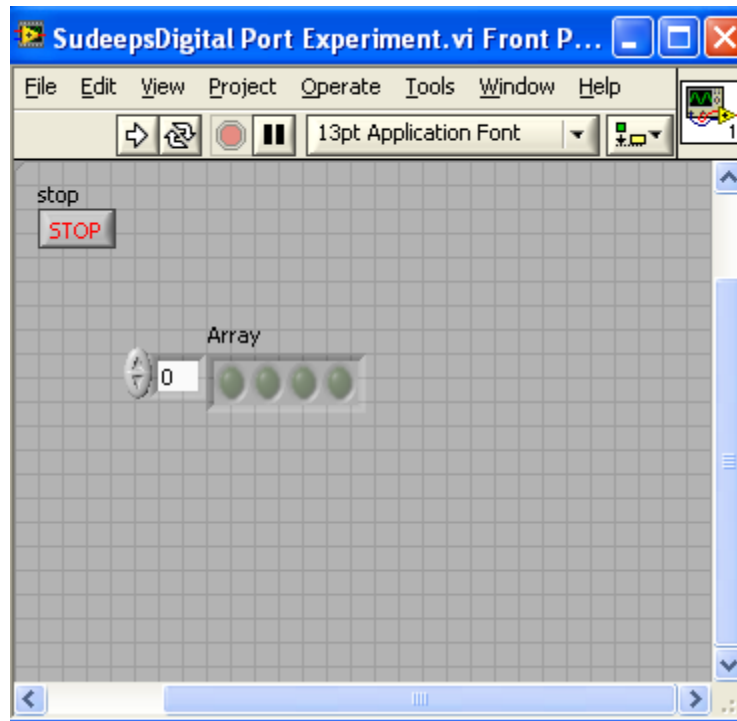 SudeepsDigital Port Experiment.vi Front P...
File Edit View Project Operate Tools Window Help
13pt Application Font
1
stop
STOP
Array
0